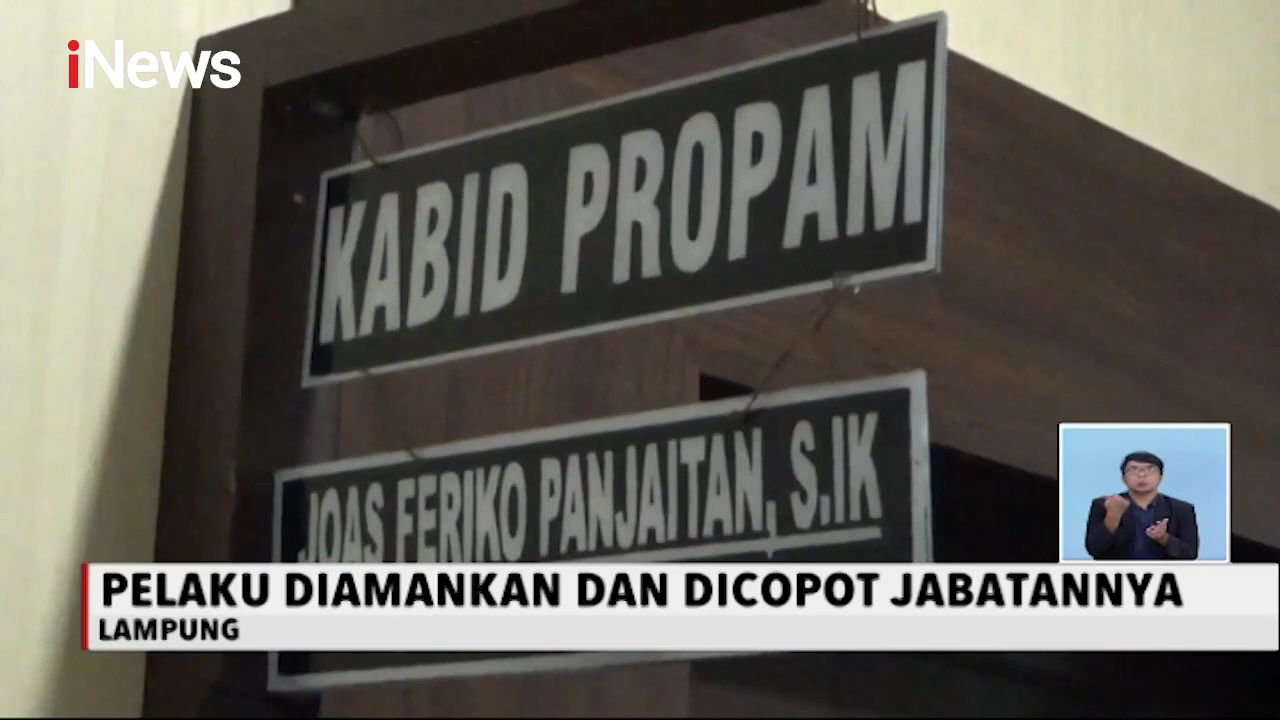 iNews
KABID PROPAM
JOAS FERIKO PANJAITAN, S.IK
PELAKU DIAMANKAN DAN DICOPOT JABATANNYA
LAMPUNG